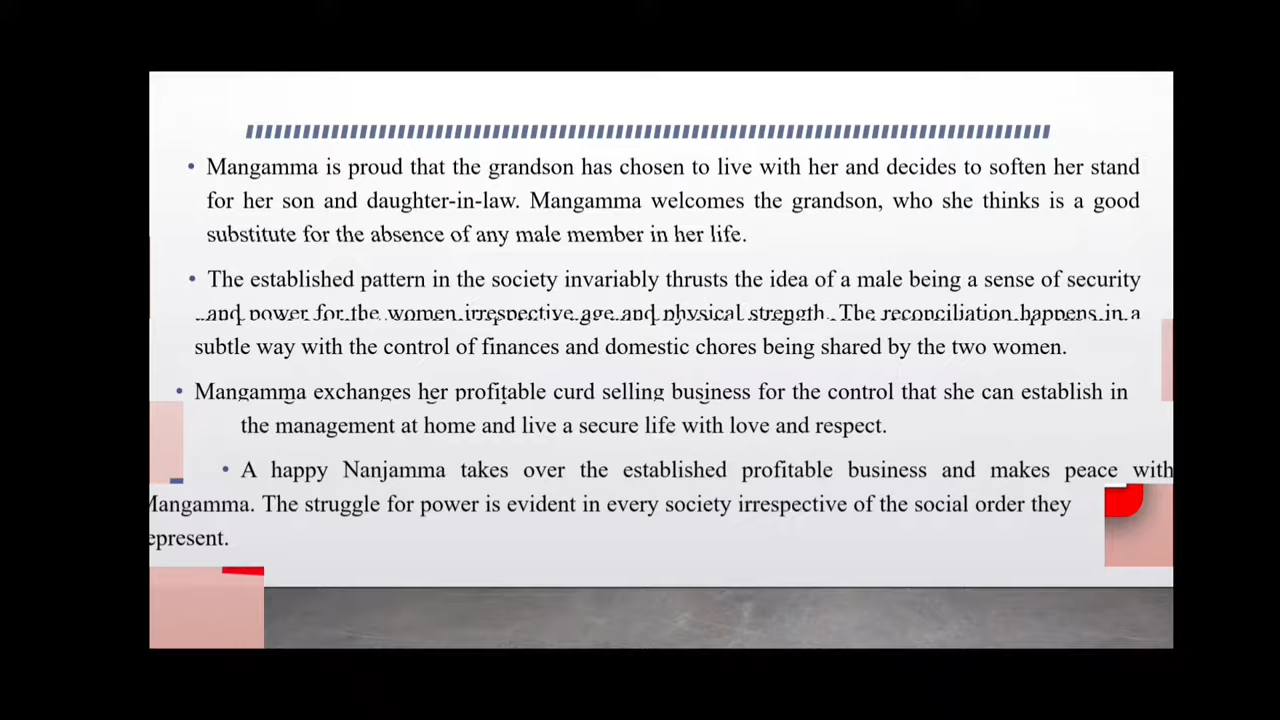 • Mangamma is proud that the grandson has chosen to live with her and decides to soften her stand
for her son and daughter-in-law. Mangamma welcomes the grandson, who she thinks is a good
substitute for the absence of any male member in her life.
• The established pattern in the society invariably thrusts the idea of a male being a sense of security
and power for the women irrespective age and physical strength. The reconciliation happens in a
subtle way with the control of finances and domestic chores being shared by the two women.
• Mangamma exchanges her profitable curd selling business for the control that she can establish in
the management at home and live a secure life with love and respect.
• A happy Nanjamma takes over the established profitable business and makes peace with
Mangamma. The struggle for power is evident in every society irrespective of the social order they
epresent.